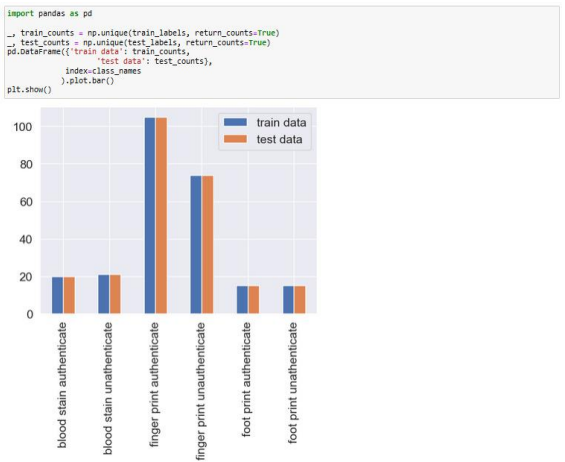 import pandas as pd
_, train_counts = np.unique(train_labels, return_counts=True)
_, test_counts = np.unique(test_labels, return_counts=True)
pd.DataFrame({'train data': train_counts,
'test data': test_counts},
index=class_names
).plot.bar()
plt.show()
train data
test data
100
80
60
40
20
0
blood stain authenticate
blood stain unathenticate
finger print authenticate
finger print unauthenticate
foot print authenticate
foot print unathenticate